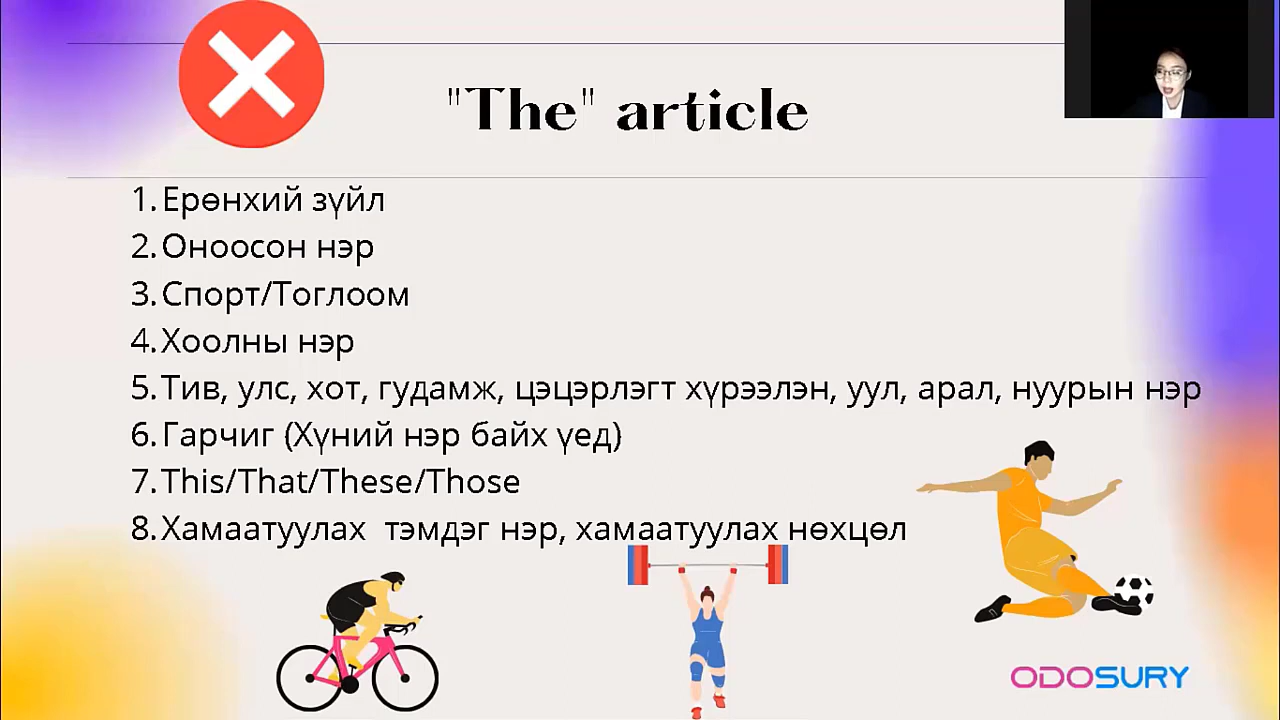 "The" article
1. Ерөнхий зүйл
2. Оноосон нэр
3. Спорт/Тоглоом
4. Хоолны нэр
5. Тив, улс, хот, гудамж, цэцэрлэгт хүрээлэн, уул, арал, нуурын нэр
6. Гарчиг (Хүний нэр байх үед)
7. This/That/These/Those
8. Хамаатуулах тэмдэг нэр, хамаатуулах нөхцөл
ODOSURY